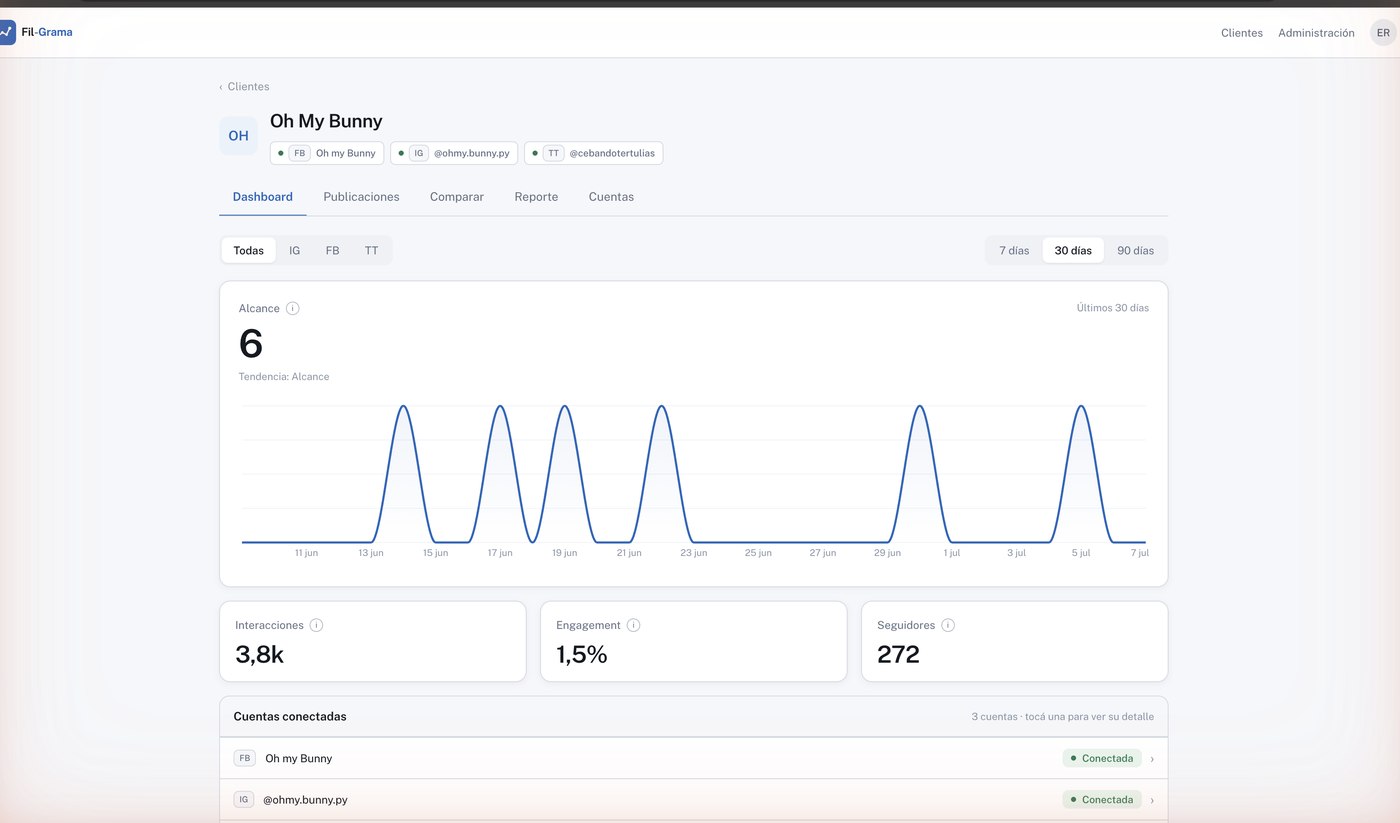 Fil-Grama
Clientes Administración ER
‹ Clientes
OH
Oh My Bunny
FB Oh my Bunny IG @ohmy.bunny.py TT @cebandotertulias
Dashboard Publicaciones Comparar Reporte Cuentas
Todas IG FB TT
7 días 30 días 90 días
Alcance i
Últimos 30 días
6
Tendencia: Alcance
11 jun 13 jun 15 jun 17 jun 19 jun 21 jun 23 jun 25 jun 27 jun 29 jun 1 jul 3 jul 5 jul 7 jul
Interacciones i
3,8k
Engagement i
1,5%
Seguidores i
272
Cuentas conectadas
3 cuentas · tocá una para ver su detalle
FB Oh my Bunny Conectada ›
IG @ohmy.bunny.py Conectada ›